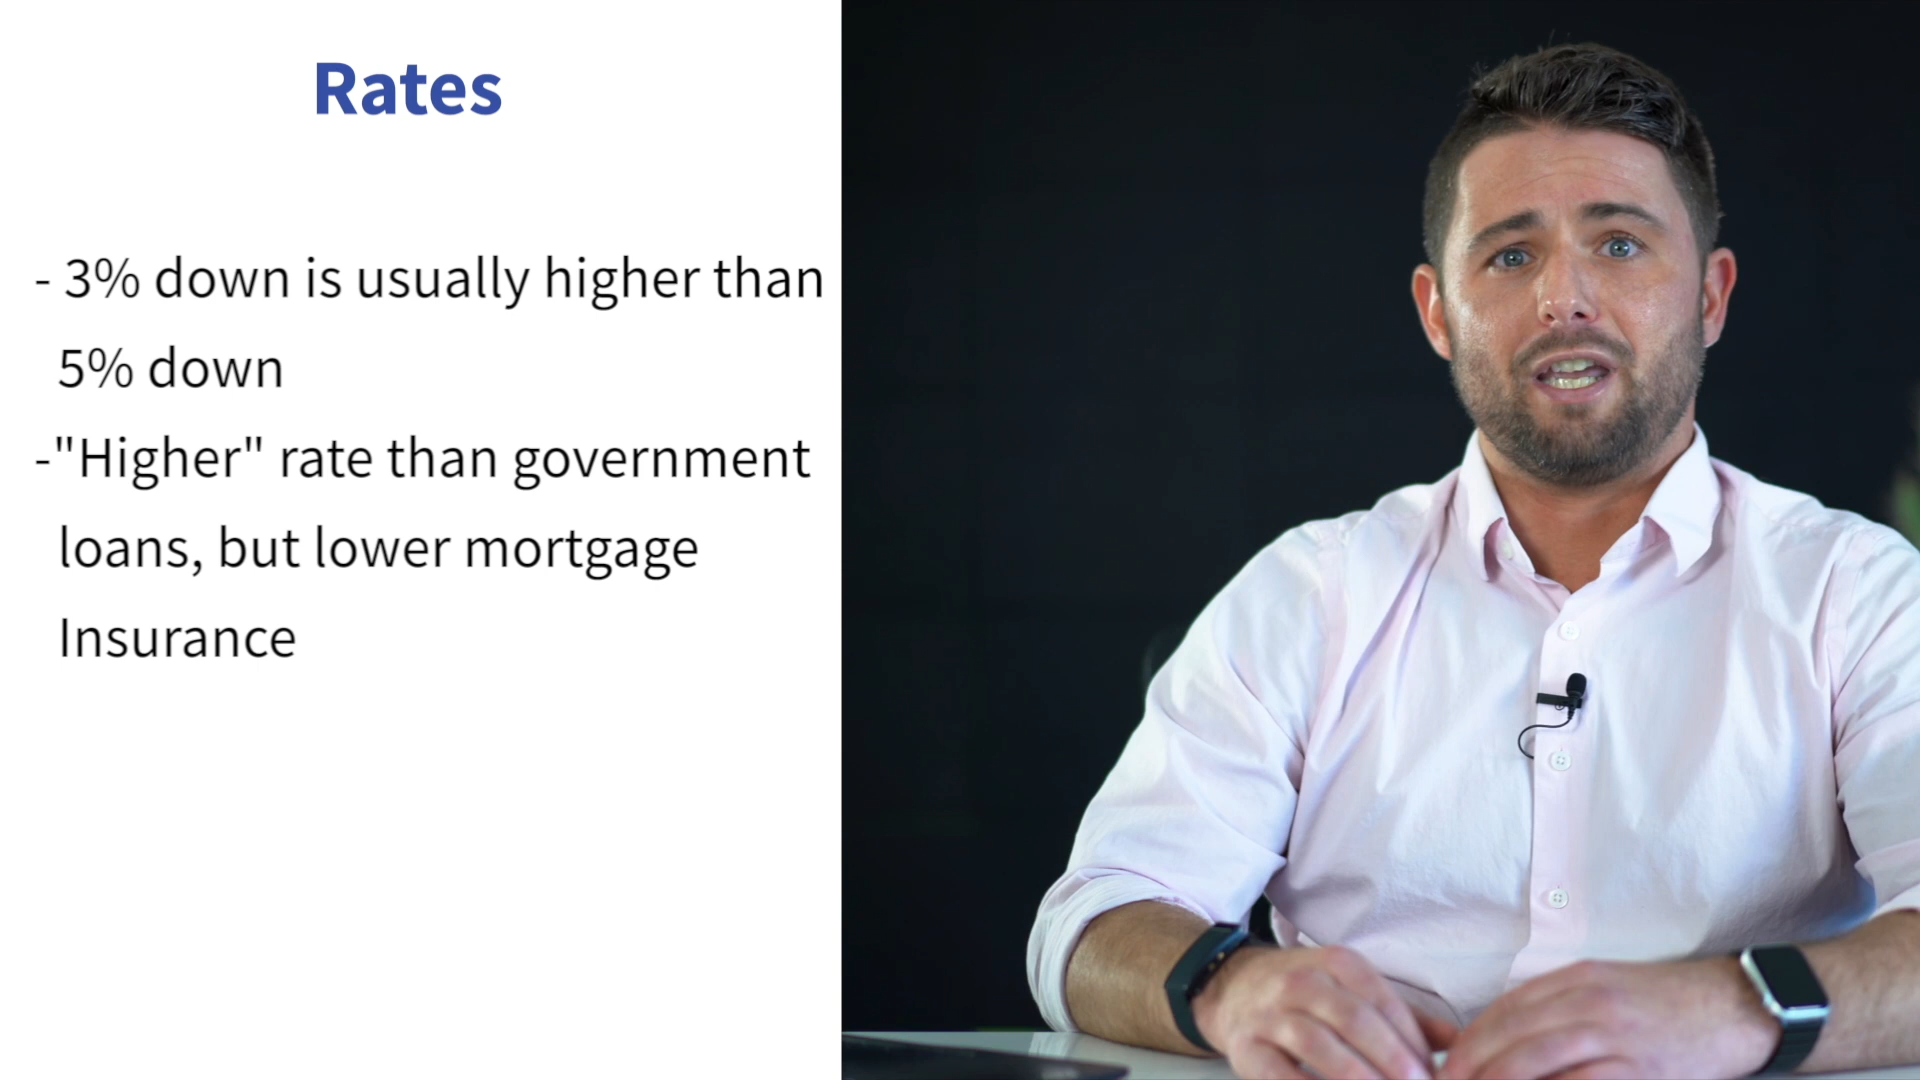 Rates
- 3% down is usually higher than
5% down
-"Higher" rate than government
loans, but lower mortgage
Insurance